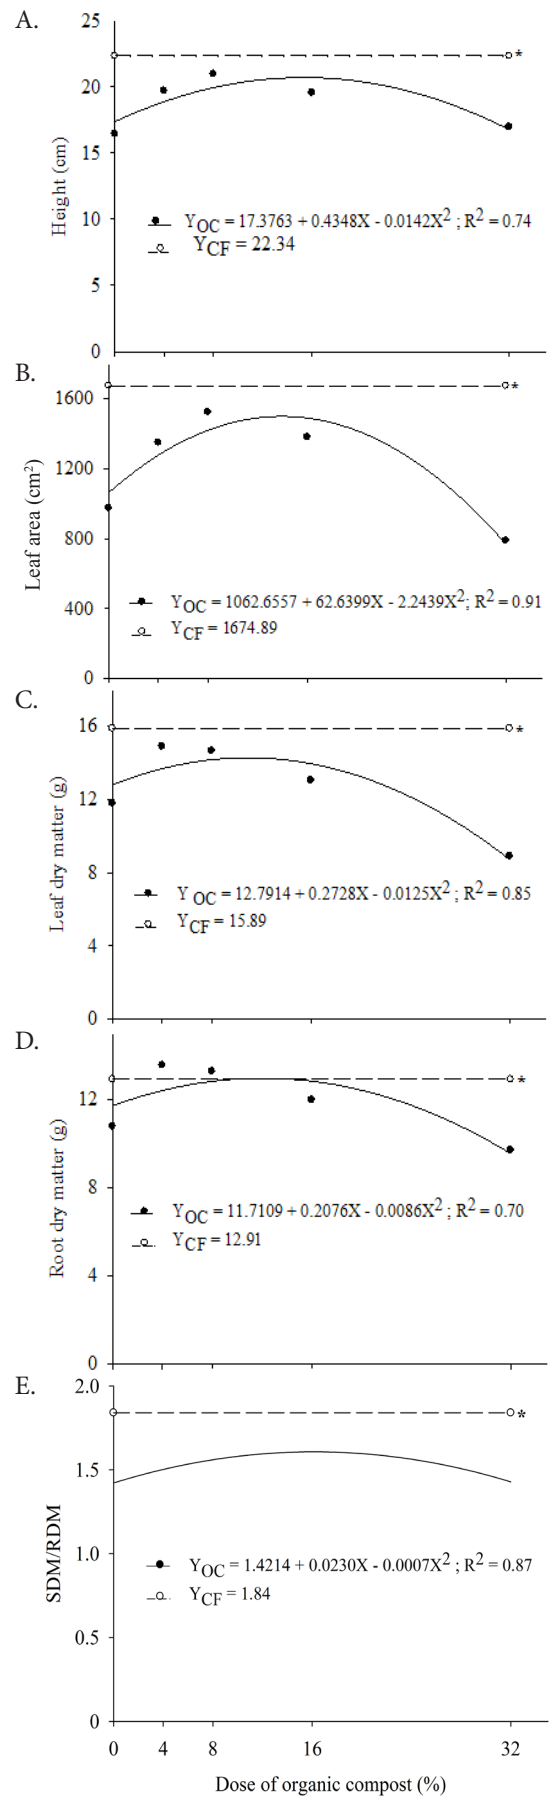 A.
25
20
15
10
5
0
Height (cm)
*
Y_OC = 17.3763 + 0.4348X - 0.0142X² ; R² = 0.74
Y_CF = 22.34
B.
1600
1200
800
400
0
Leaf area (cm²)
*
Y_OC = 1062.6557 + 62.6399X - 2.2439X²; R² = 0.91
Y_CF = 1674.89
C.
16
12
8
4
0
Leaf dry matter (g)
*
Y_OC = 12.7914 + 0.2728X - 0.0125X² ; R² = 0.85
Y_CF = 15.89
D.
12
8
4
0
Root dry matter (g)
*
Y_OC = 11.7109 + 0.2076X - 0.0086X² ; R² = 0.70
Y_CF = 12.91
E.
2.0
1.5
1.0
0.5
0
SDM/RDM
*
Y_OC = 1.4214 + 0.0230X - 0.0007X² ; R² = 0.87
Y_CF = 1.84
0 4 8 16 32
Dose of organic compost (%)